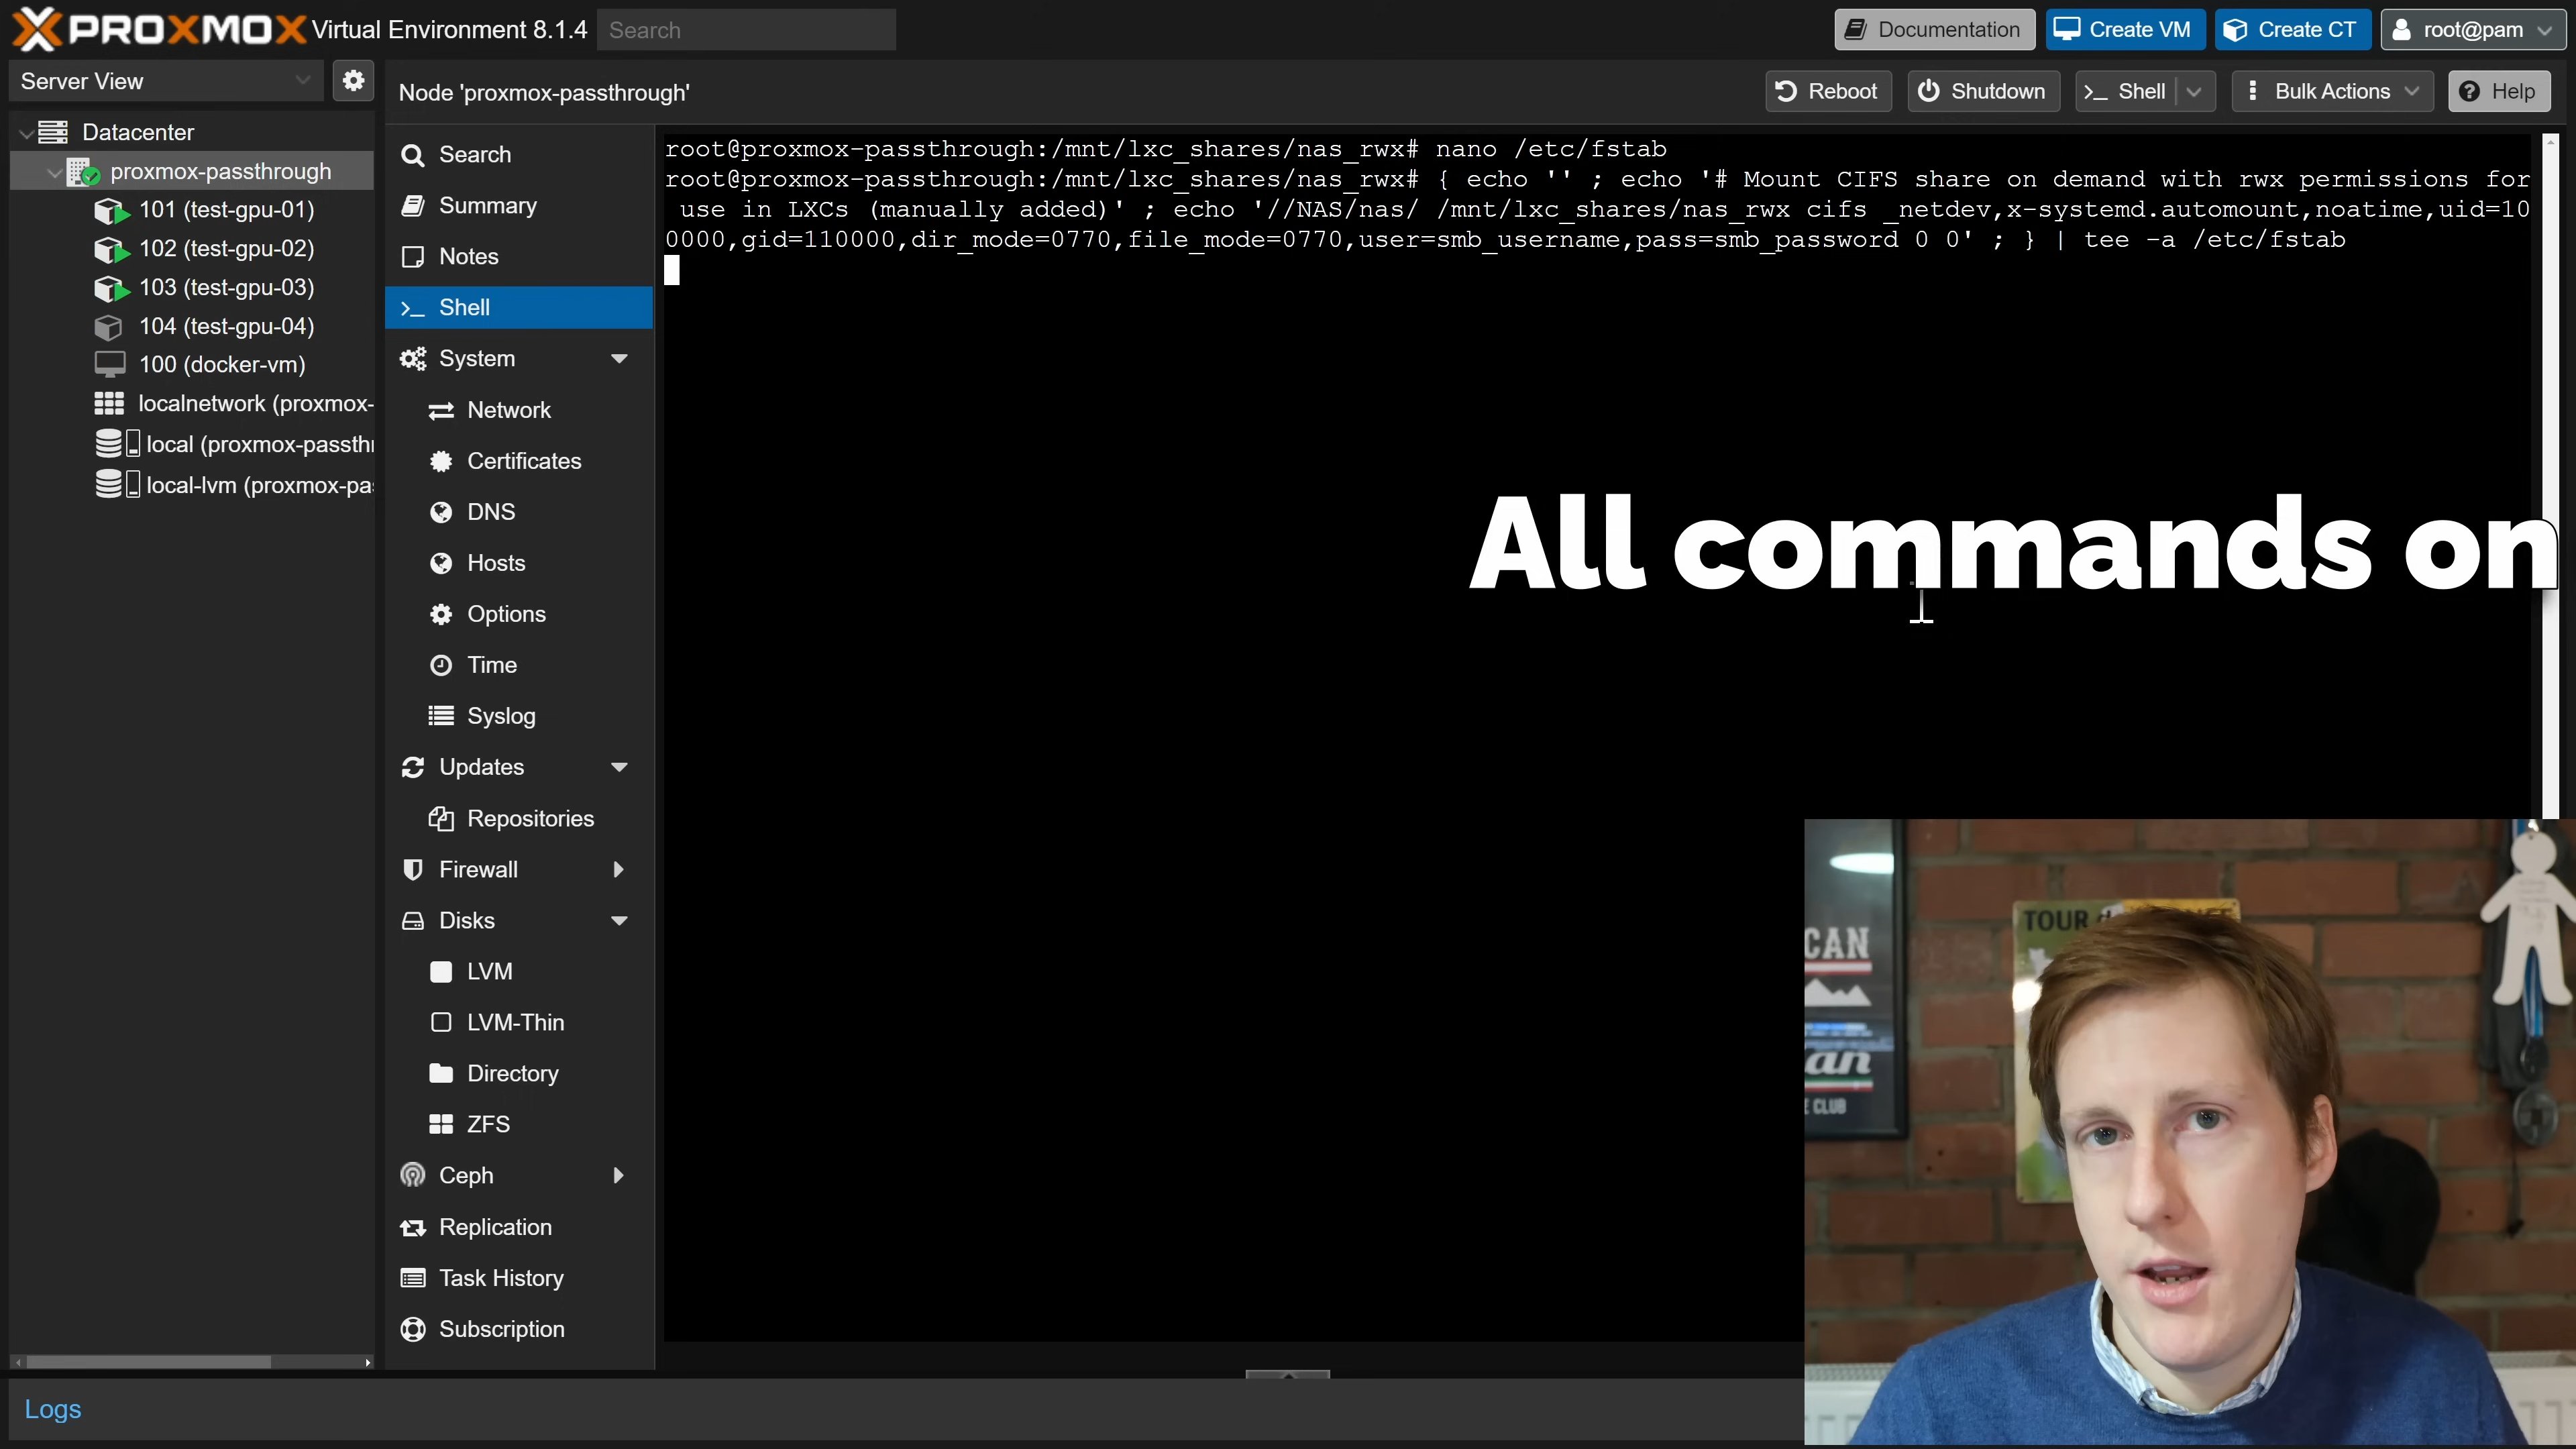 PROXMOX Virtual Environment 8.1.4 Search Documentation Create VM Create CT root@pam
Server View
Node 'proxmox-passthrough' Reboot Shutdown Shell Bulk Actions Help
Datacenter
proxmox-passthrough
101 (test-gpu-01)
102 (test-gpu-02)
103 (test-gpu-03)
104 (test-gpu-04)
100 (docker-vm)
localnetwork (proxmox-
local (proxmox-passthr
local-lvm (proxmox-pas
Search
Summary
Notes
Shell
System
Network
Certificates
DNS
Hosts
Options
Time
Syslog
Updates
Repositories
Firewall
Disks
LVM
LVM-Thin
Directory
ZFS
Ceph
Replication
Task History
Subscription
root@proxmox-passthrough:/mnt/lxc_shares/nas_rwx# nano /etc/fstab
root@proxmox-passthrough:/mnt/lxc_shares/nas_rwx# { echo '' ; echo '# Mount CIFS share on demand with rwx permissions for
use in LXCs (manually added)' ; echo '//NAS/nas/ /mnt/lxc_shares/nas_rwx cifs _netdev,x-systemd.automount,noatime,uid=10
0000,gid=110000,dir_mode=0770,file_mode=0770,user=smb_username,pass=smb_password 0 0' ; } | tee -a /etc/fstab
All commands on
TOUR
CAN
an
E CLUB
Logs